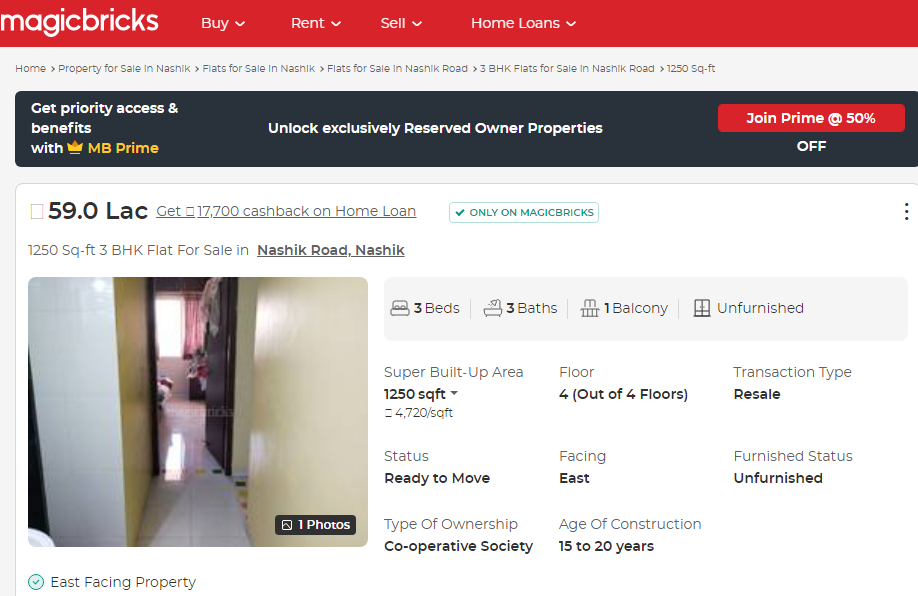 magicbricks
Buy
Rent
Sell
Home Loans
Home > Property for Sale in Nashik > Flats for Sale in Nashik > Flats for Sale in Nashik Road > 3 BHK Flats for Sale in Nashik Road > 1250 Sq-ft
Get priority access &
benefits
with MB Prime
Unlock exclusively Reserved Owner Properties
Join Prime @ 50%
OFF
59.0 Lac
Get 17,700 cashback on Home Loan
ONLY ON MAGICBRICKS
1250 Sq-ft 3 BHK Flat For Sale in Nashik Road, Nashik
3 Beds
3 Baths
1 Balcony
Unfurnished
magicbricks
1 Photos
Super Built-Up Area
1250 sqft
4,720/sqft
Floor
4 (Out of 4 Floors)
Transaction Type
Resale
Status
Ready to Move
Facing
East
Furnished Status
Unfurnished
Type Of Ownership
Co-operative Society
Age Of Construction
15 to 20 years
East Facing Property